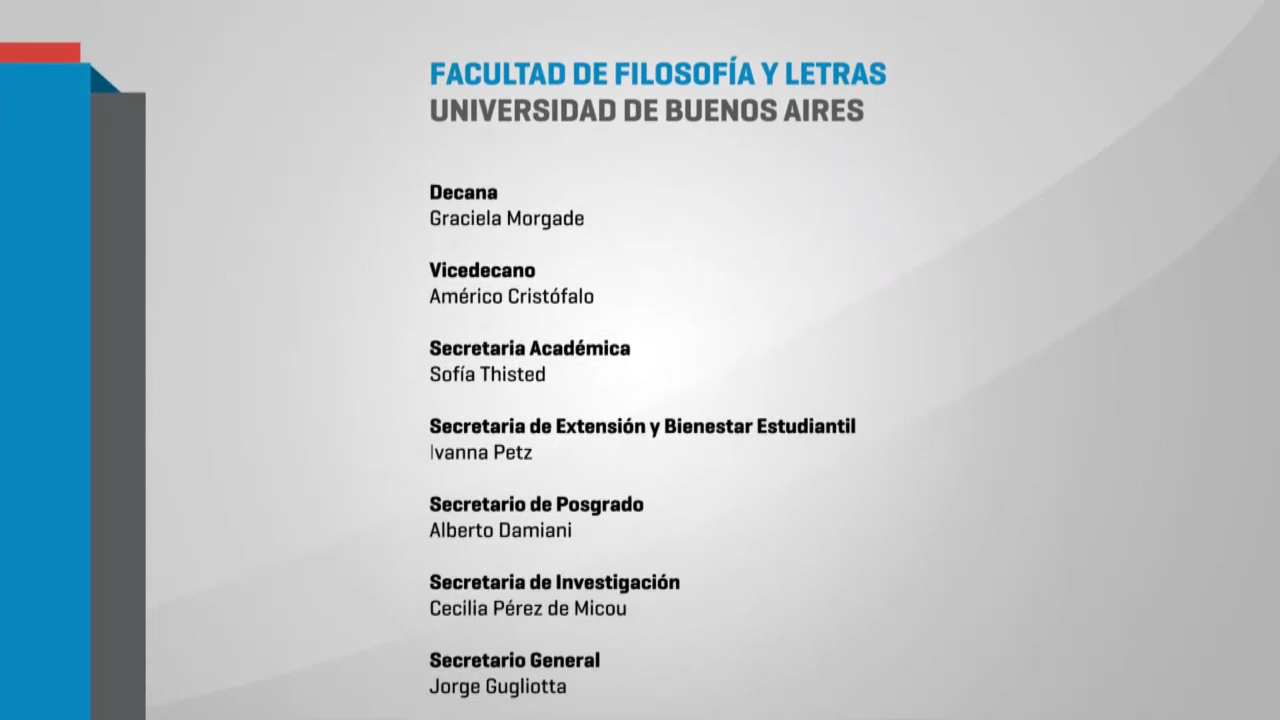 FACULTAD DE FILOSOFÍA Y LETRAS
UNIVERSIDAD DE BUENOS AIRES
Decana
Graciela Morgade
Vicedecano
Américo Cristófalo
Secretaria Académica
Sofía Thisted
Secretaria de Extensión y Bienestar Estudiantil
Ivanna Petz
Secretario de Posgrado
Alberto Damiani
Secretaria de Investigación
Cecilia Pérez de Micou
Secretario General
Jorge Gugliotta